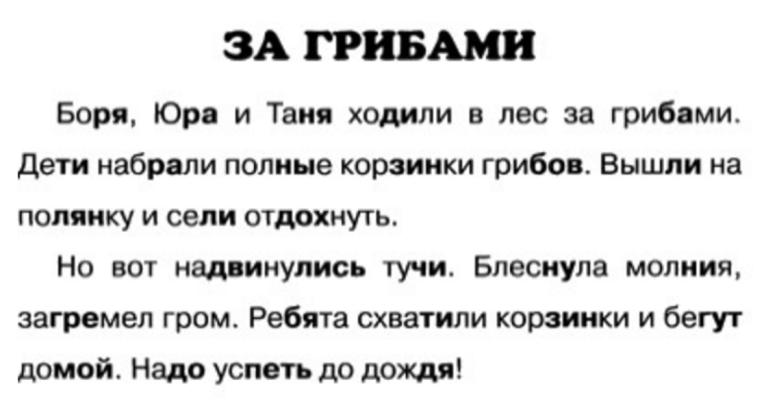 ЗА ГРИБАМИ
Боря, Юра и Таня ходили в лес за грибами.
Дети набрали полные корзинки грибов. Вышли на
полянку и сели отдохнуть.
Но вот надвинулись тучи. Блеснула молния,
загремел гром. Ребята схватили корзинки и бегут
домой. Надо успеть до дождя!